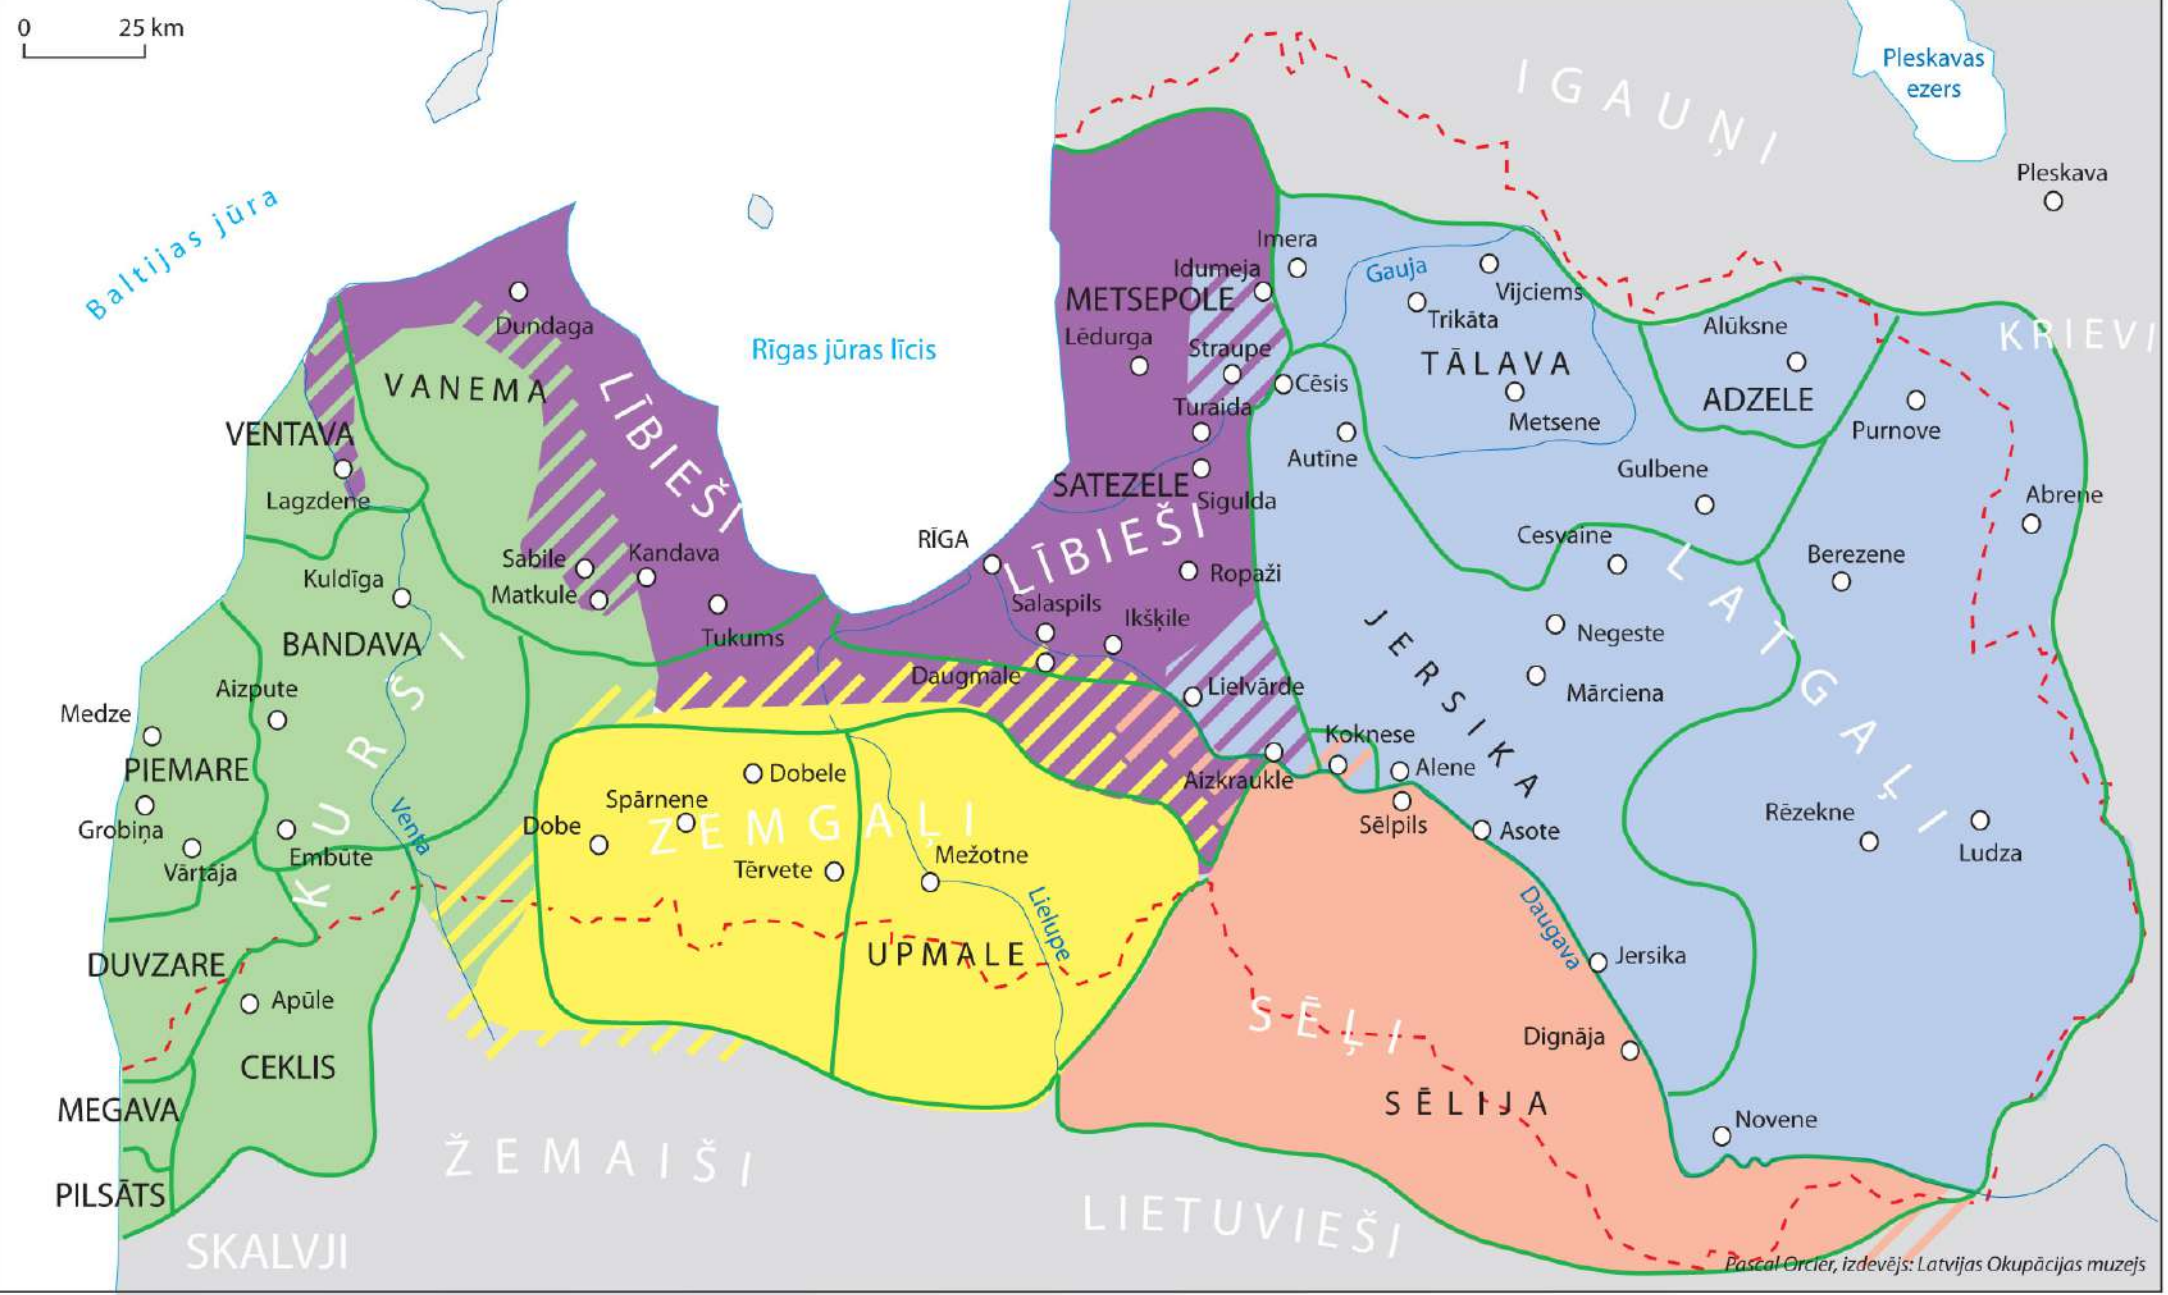 0 25 km
IGAUŅI
Pleskavas
ezers
Pleskava
Baltijas jūra
Rīgas jūras līcis
Imera
Idumeja
METSEPOLE
Lēdurga
Straupe
Cēsis
Turaida
SATEZELE
Sigulda
LĪBIEŠI
Ropaži
RĪGA
Salaspils
Ikšķile
Daugmale
Lielvārde
Aizkraukle
Gauja
Vijciems
Trikāta
TĀLAVA
Metsene
Autīne
Alūksne
ADZELE
Purnove
KRIEVI
Gulbene
Cesvaine
Abrene
Berezene
Negeste
Mārciena
JERSIKA
LATGAĻI
Koknese
Alene
Sēlpils
Asote
Rēzekne
Ludza
Daugava
Jersika
Dignāja
Novene
Dundaga
VANEMA
LĪBIEŠI
VENTAVA
Lagzdene
Sabile
Kandava
Matkule
Tukums
Kuldīga
BANDAVA
Aizpute
KURSI
Medze
PIEMARE
Grobiņa
Vārtāja
Embūte
Venta
DUVZARE
Apūle
CEKLIS
MEGAVA
PILSĀTS
SKALVJI
Dobele
Spārnene
Dobe
ZEMGAĻI
Tērvete
Mežotne
Lielupe
UPMALE
SĒĻI
SĒLIJA
ŽEMAIŠI
LIETUVIEŠI
Pascal Orcier, izdevējs: Latvijas Okupācijas muzejs